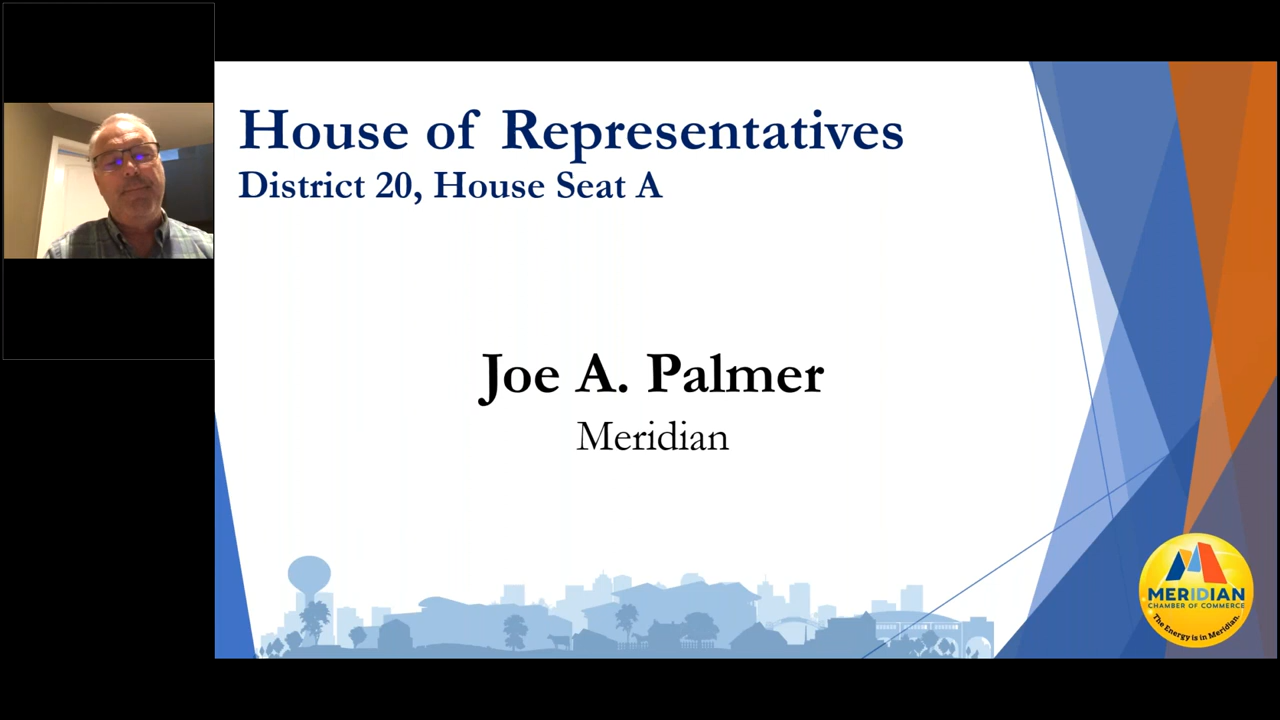 House of Representatives
District 20, House Seat A
Joe A. Palmer
Meridian
MERIDIAN
CHAMBER OF COMMERCE
The Energy is in Meridian.